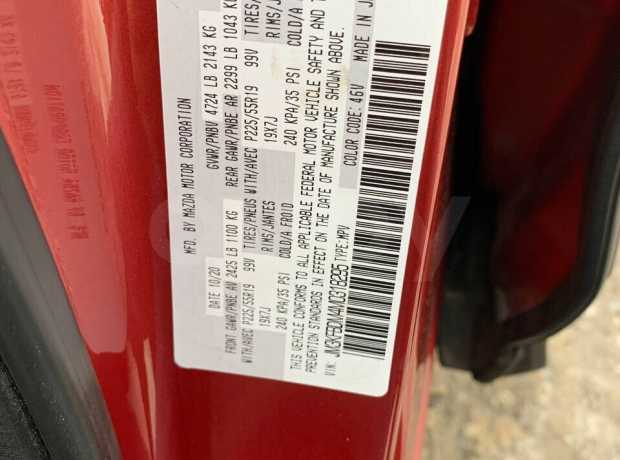 MFD. BY MAZDA MOTOR CORPORATION
DATE 10/20 GVWR/PNBV 4724 LB 2143 KG
FRONT GAWR/PNBE AV 2425 LB 1100 KG REAR GAWR/PNBE AR 2299 LB 1043 KG
WITH/AVEC P225/55R19 99V TIRES/PNEUS WITH/AVEC P225/55R19 99V TIRES/
19X7J RIMS/JANTES 19X7J RIMS/
240 KPA/35 PSI COLD/A FROID 240 KPA/35 PSI COLD/A
THIS VEHICLE CONFORMS TO ALL APPLICABLE FEDERAL MOTOR VEHICLE SAFETY AND
PREVENTION STANDARDS IN EFFECT ON THE DATE OF MANUFACTURE SHOWN ABOVE.
VIN: JM3KFBDM4M0318295 TYPE: MPV COLOR CODE: 46V MADE IN